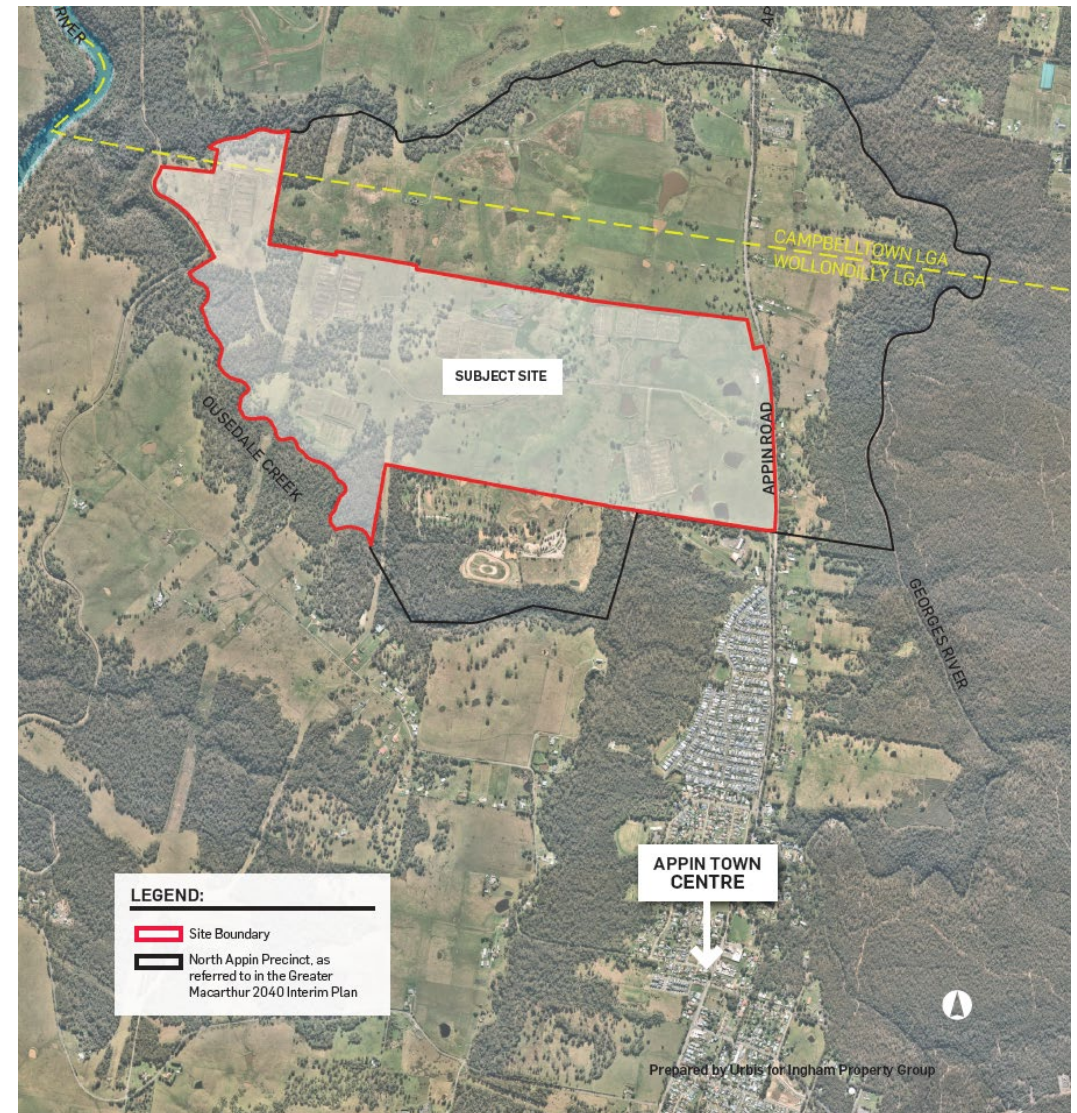 RIVER
AP
CAMPBELLTOWN LGA
WOLLONDILLY LGA
SUBJECT SITE
OUSEDALE CREEK
APPIN ROAD
GEORGES RIVER
APPIN TOWN
CENTRE
LEGEND:
Site Boundary
North Appin Precinct, as
referred to in the Greater
Macarthur 2040 Interim Plan
Prepared by Urbis for Ingham Property Group